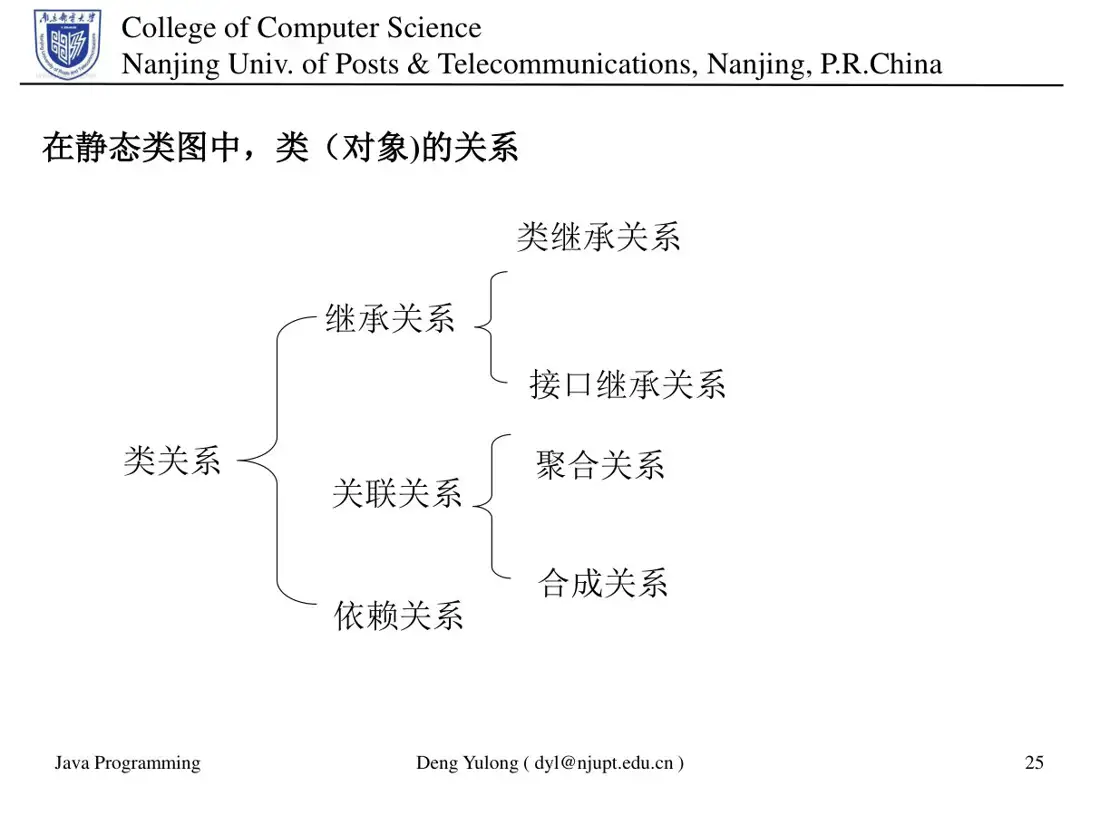 College of Computer Science
Nanjing Univ. of Posts & Telecommunications, Nanjing, P.R.China
在静态类图中，类（对象)的关系
类继承关系
继承关系
接口继承关系
类关系
聚合关系
关联关系
合成关系
依赖关系
Java Programming
Deng Yulong ( dyl@njupt.edu.cn )
25